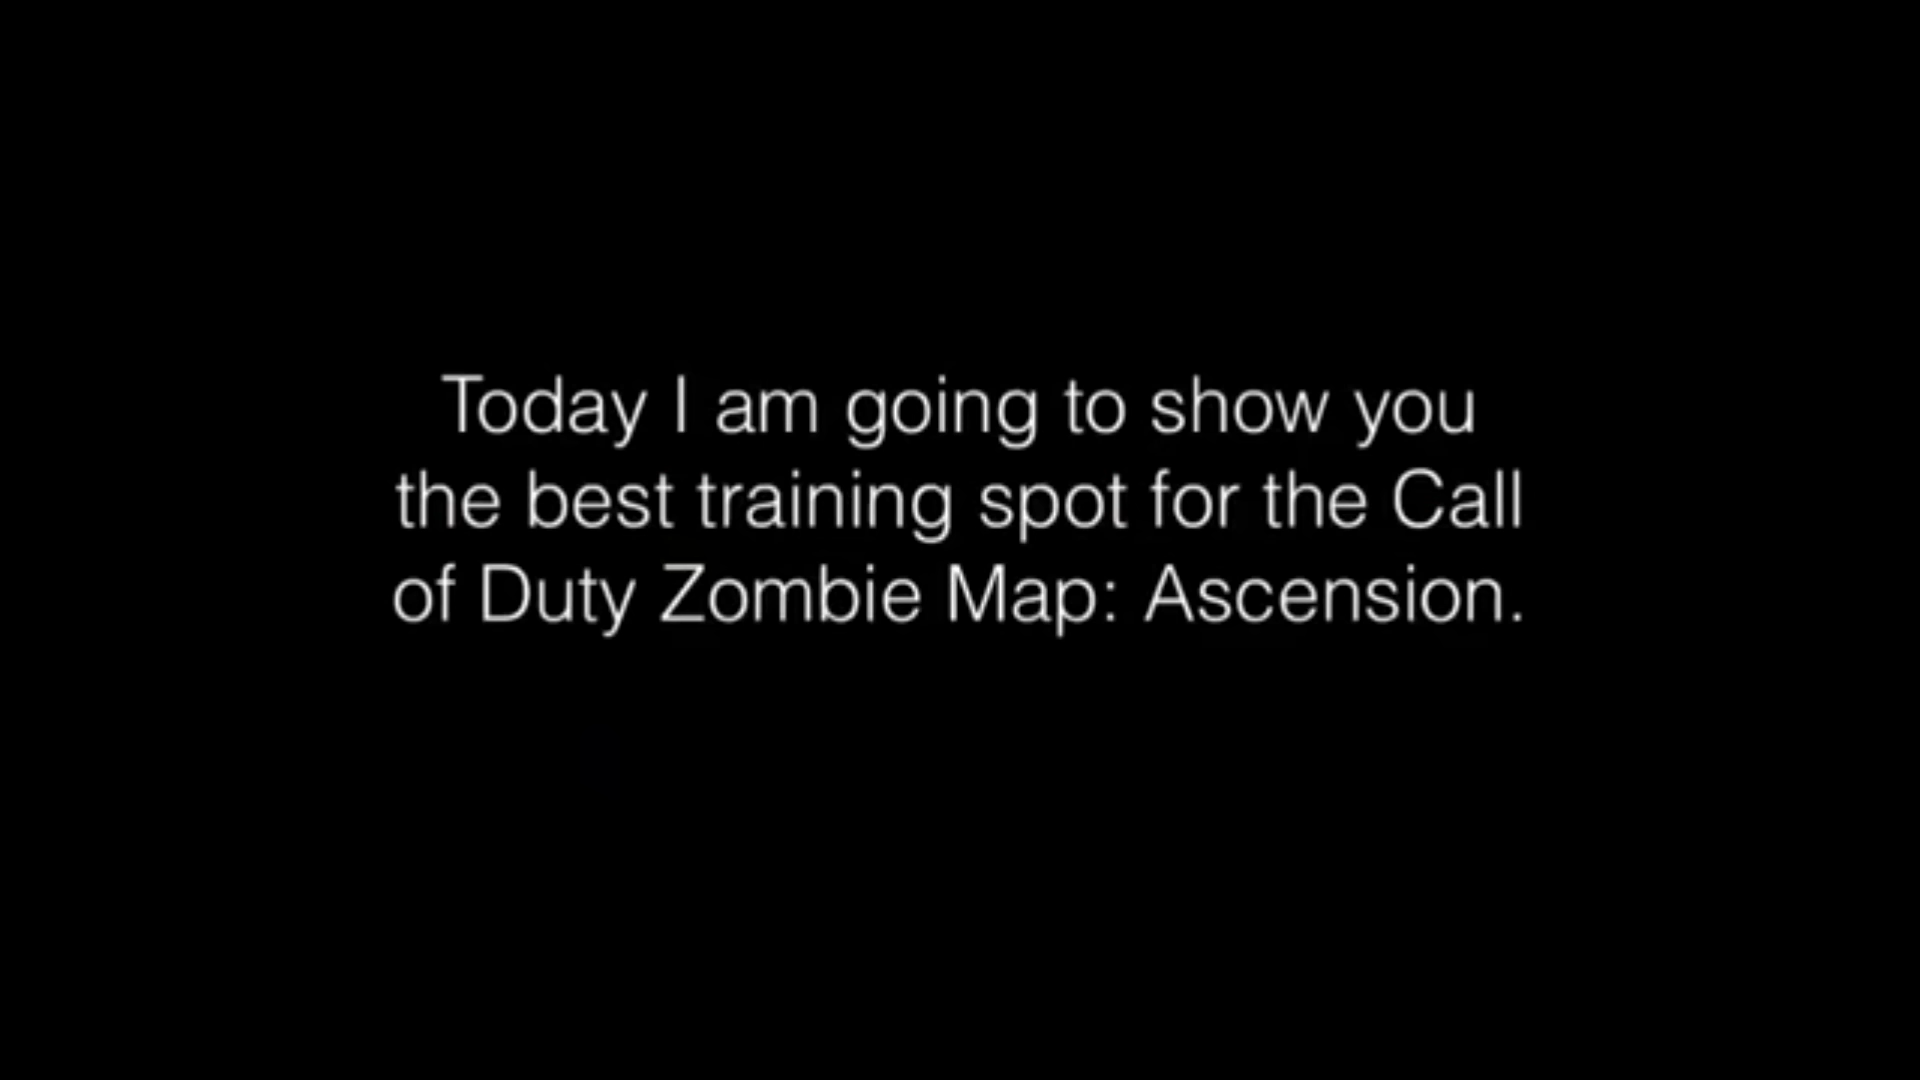 Today I am going to show you
the best training spot for the Call
of Duty Zombie Map: Ascension.